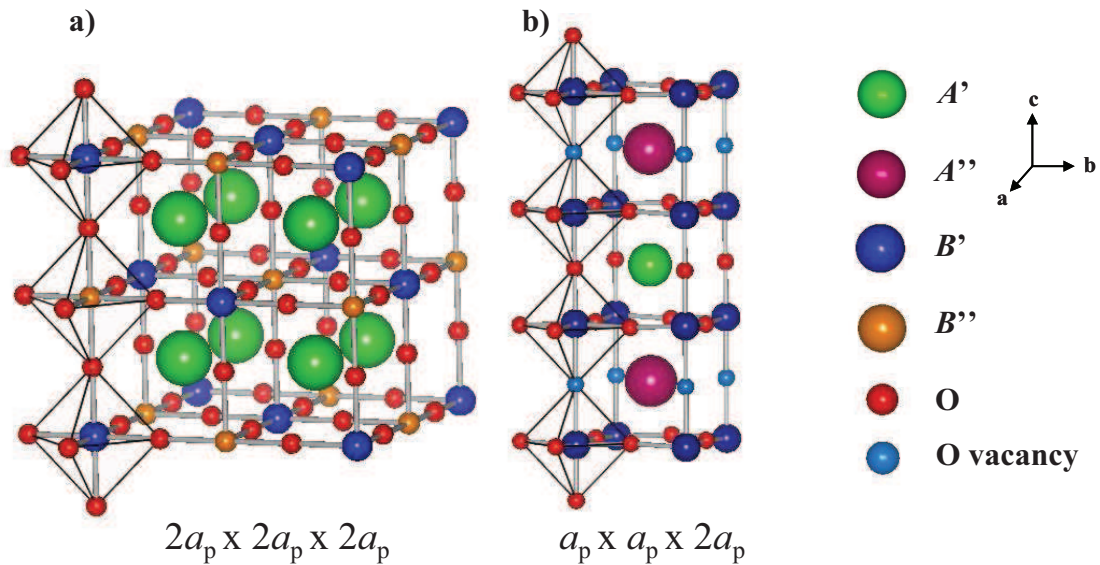 a)
b)
A’
A’’
B’
B’’
O
O vacancy
c
b
a
2ap x 2ap x 2ap
ap x ap x 2ap